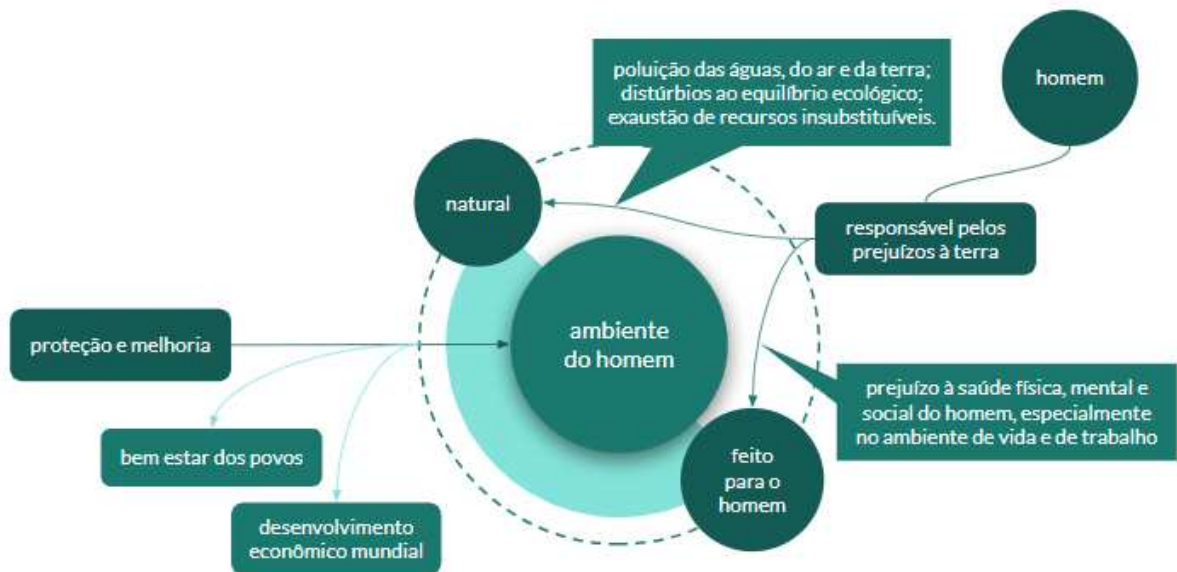 poluição das águas, do ar e da terra;
distúrbios ao equilíbrio ecológico;
exaustão de recursos insubstituíveis.
homem
natural
responsável pelos
prejuízos à terra
ambiente
do homem
proteção e melhoria
prejuízo à saúde física, mental e
social do homem, especialmente
no ambiente de vida e de trabalho
bem estar dos povos
feito
para o
homem
desenvolvimento
econômico mundial